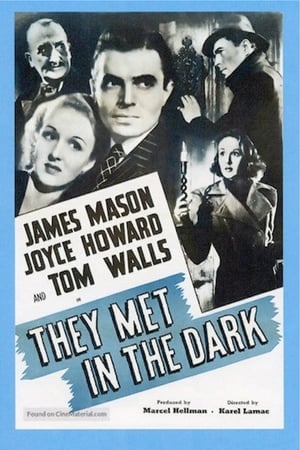 JAMES MASON
JOYCE HOWARD
AND TOM WALLS
IN
THEY MET
IN THE DARK
Produced by
Marcel Hellman
Directed by
Karel Lamac
Found on CineMaterial.com